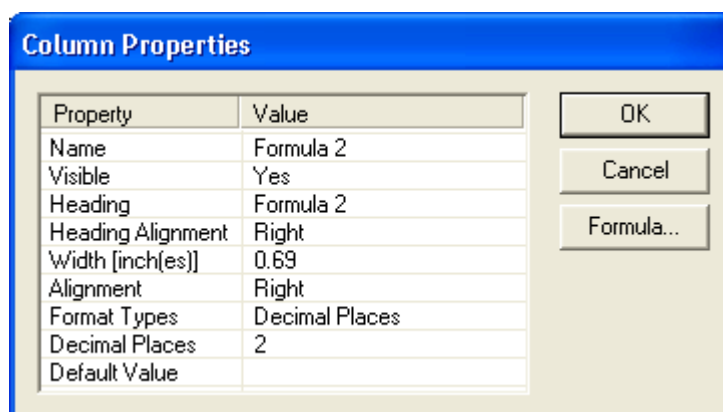 Column Properties
Property Value
Name Formula 2
Visible Yes
Heading Formula 2
Heading Alignment Right
Width [inch(es)] 0.69
Alignment Right
Format Types Decimal Places
Decimal Places 2
Default Value
OK
Cancel
Formula...